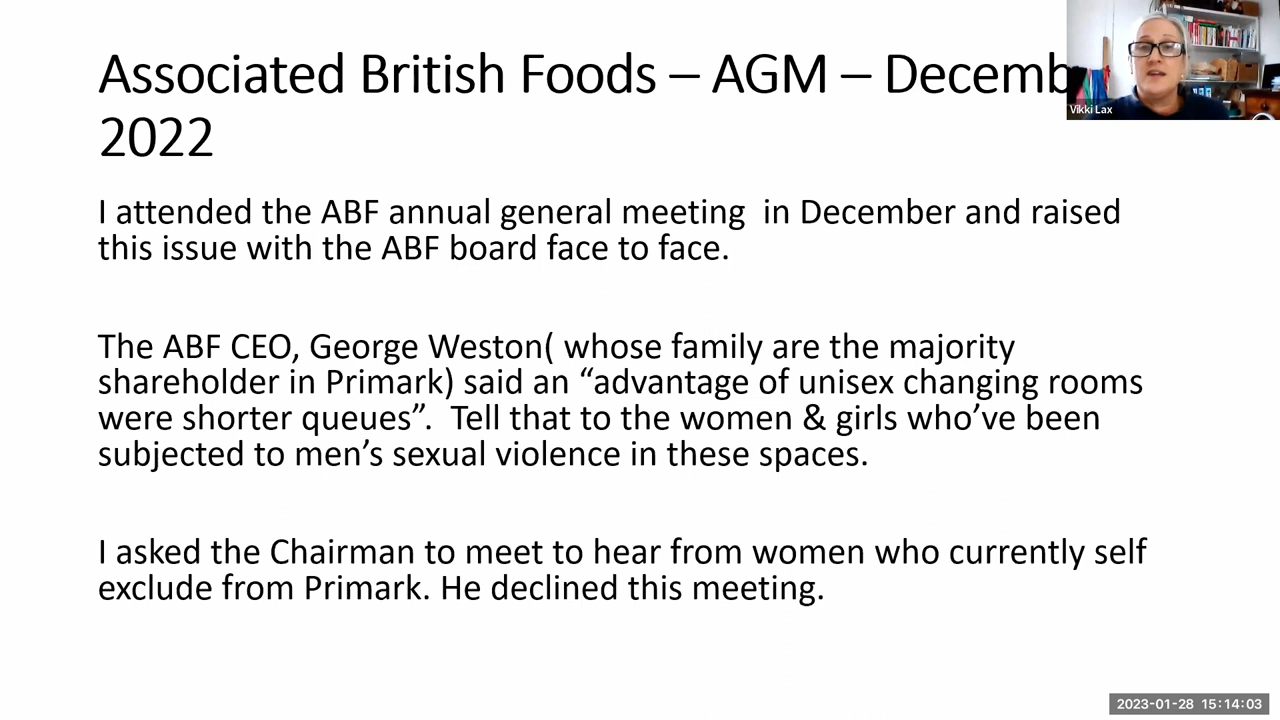 Associated British Foods – AGM – Decemb
2022
Vikki Lax
I attended the ABF annual general meeting  in December and raised
this issue with the ABF board face to face.
The ABF CEO, George Weston( whose family are the majority
shareholder in Primark) said an “advantage of unisex changing rooms
were shorter queues”.  Tell that to the women & girls who’ve been
subjected to men’s sexual violence in these spaces.
I asked the Chairman to meet to hear from women who currently self
exclude from Primark. He declined this meeting.
2023-01-28 15:14:03